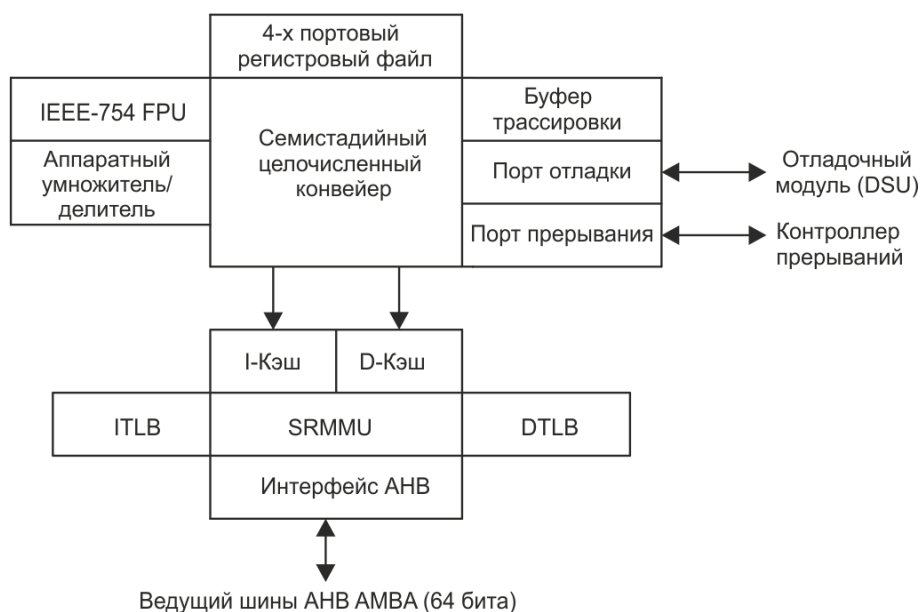 4-х портовый
регистровый файл
IEEE-754 FPU
Аппаратный
умножитель/
делитель
Семистадийный
целочисленный
конвейер
Буфер
трассировки
Порт отладки
Порт прерывания
Отладочный
модуль (DSU)
Контроллер
прерываний
I-Кэш
D-Кэш
ITLB
SRMMU
DTLB
Интерфейс AHB
Ведущий шины AHB AMBA (64 бита)